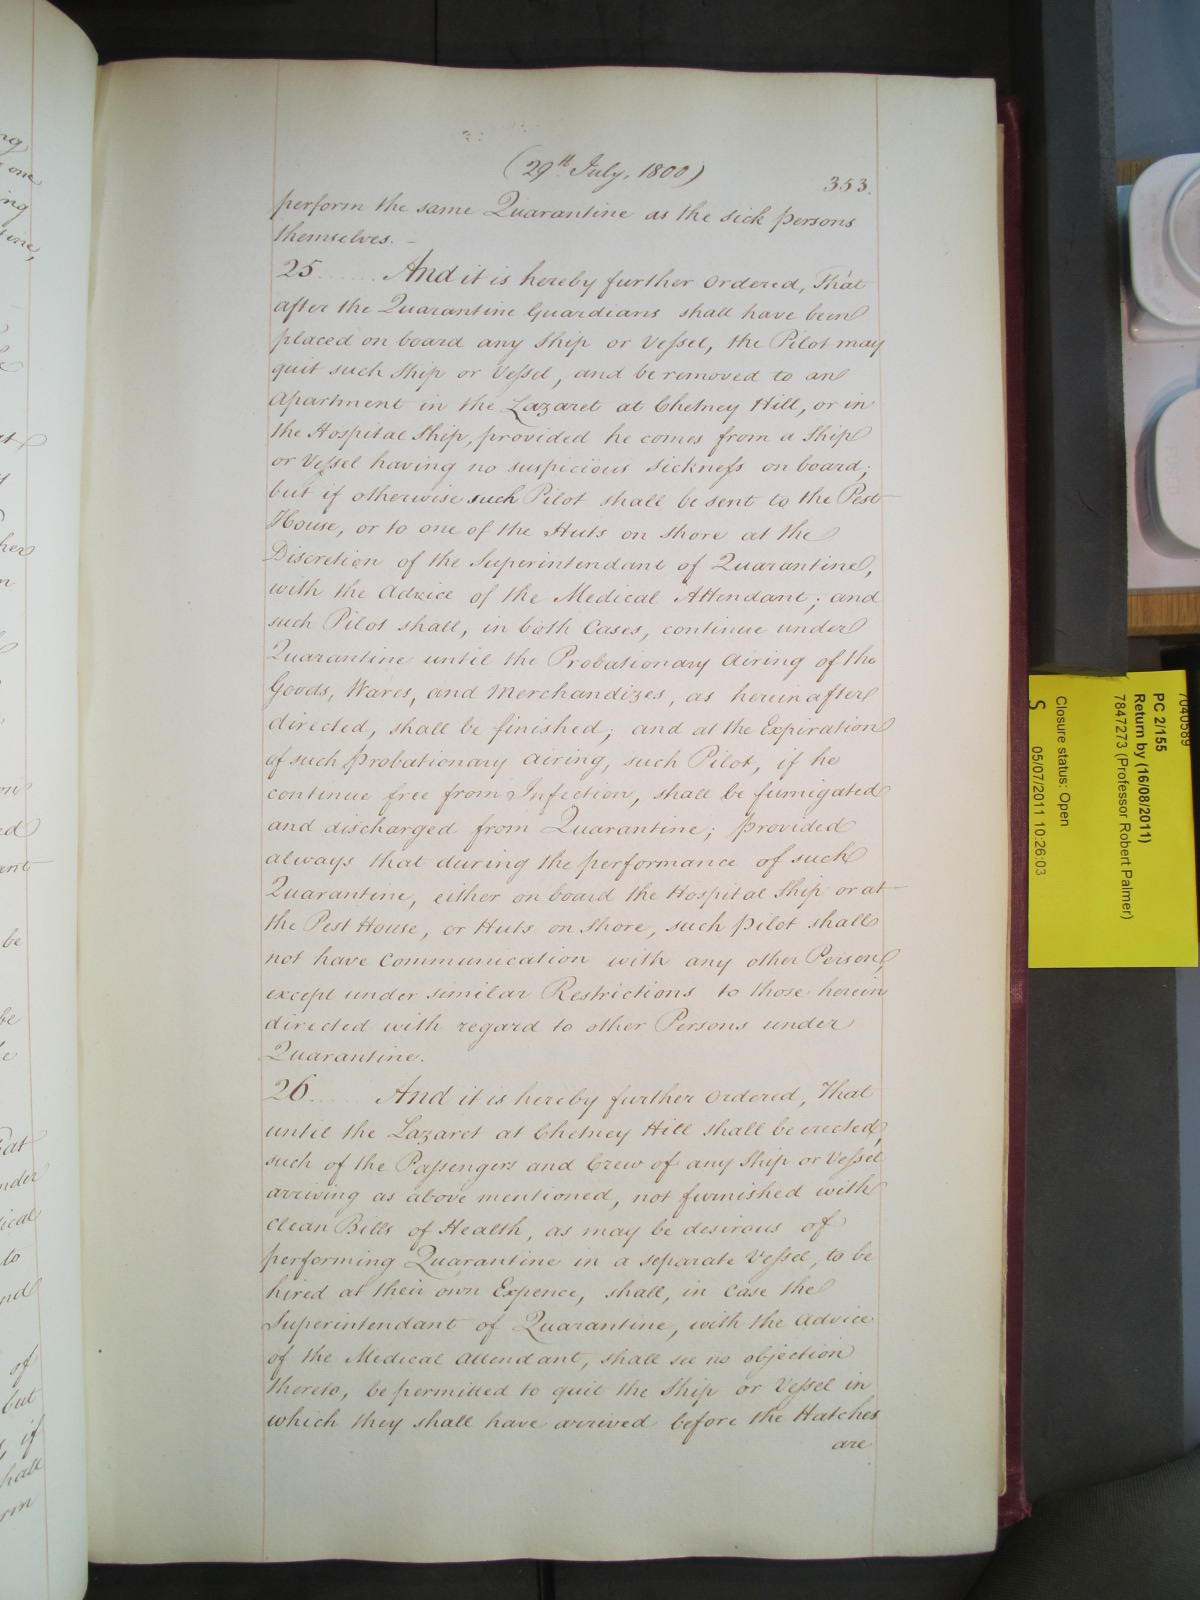 (29th July, 1800)
353.
perform the same Quarantine as the sick persons
themselves. -
25 ...... And it is hereby further Ordered, That
after the Quarantine Guardians shall have been
placed on board any Ship or Vessel, the Pilot may
quit such Ship or Vessel, and be removed to an
apartment in the Lazaret at Chetney Hill, or in
the Hospital Ship, provided he comes from a Ship
or Vessel having no suspicious Sickness on board;
but if otherwise such Pilot shall be sent to the Pest
House, or to one of the Huts on shore at the
Discretion of the Superintendant of Quarantine,
with the Advice of the Medical Attendant; and
such Pilot shall, in both Cases, continue under
Quarantine until the Probationary Airing of the
Goods, Wares, and Merchandizes, as hereinafter
directed, shall be finished; and at the Expiration
of such Probationary Airing, such Pilot, if he
continue free from Infection, shall be fumigated
and discharged from Quarantine; provided
always that during the performance of such
Quarantine, either on board the Hospital Ship or at
the Pest House, or Huts on Shore, such Pilot shall
not have Communication with any other Person,
except under similar Restrictions to those herein
directed with regard to other Persons under
Quarantine.
26 ...... And it is hereby further Ordered, That
until the Lazaret at Chetney Hill shall be erected,
such of the Passengers and Crew of any Ship or Vessel
arriving as above mentioned, not furnished with
clean Bills of Health, as may be desirous of
performing Quarantine in a separate Vessel, to be
hired at their own Expence, shall, in Case the
Superintendant of Quarantine, with the Advice
of the Medical Attendant, shall see no objection
thereto, be permitted to quit the Ship or Vessel in
which they shall have arrived before the Hatches
are
7040589
PC 2/155
Return by (16/08/2011)
7847273 (Professor Robert Palmer)
Closure status: Open
S 05/07/2011 10:26:03